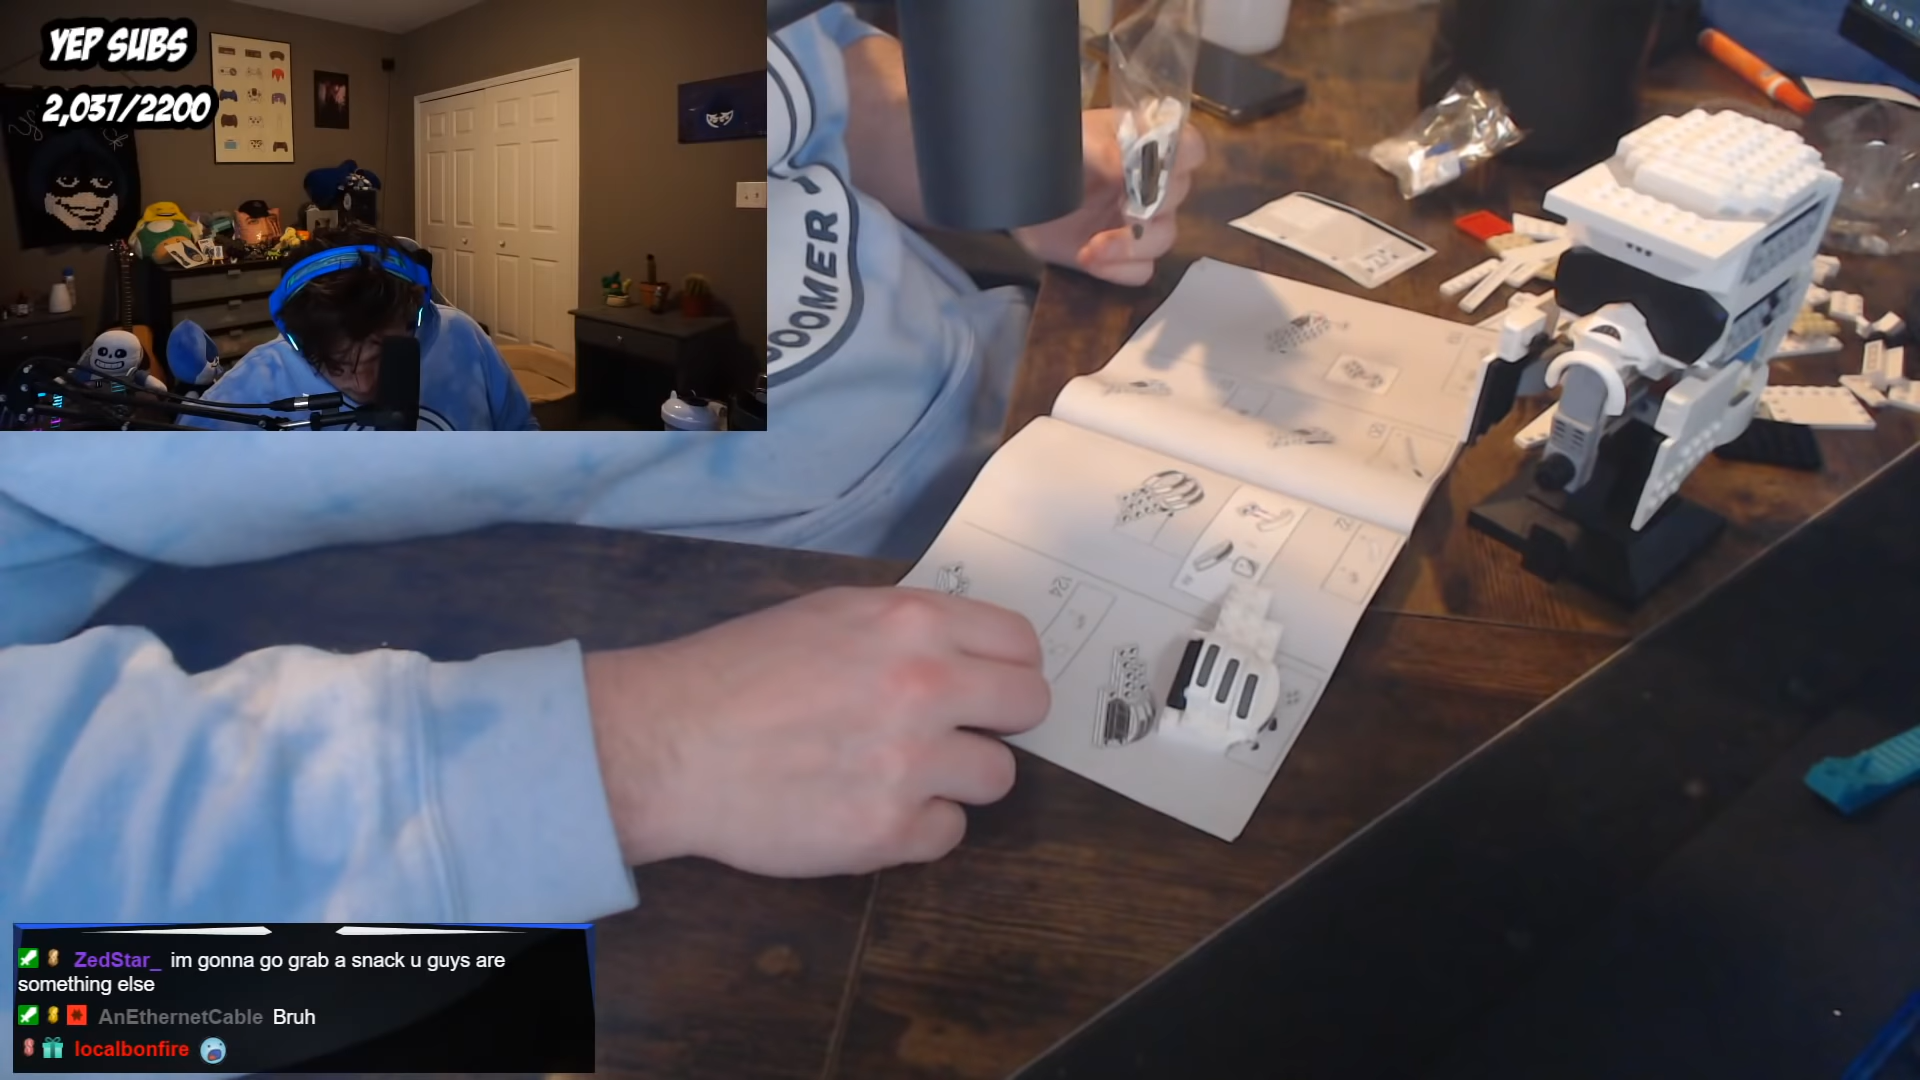 YEP SUBS
2,037/2200
OOMER
124
ZedStar_ im gonna go grab a snack u guys are
something else
AnEthernetCable Bruh
localbonfire